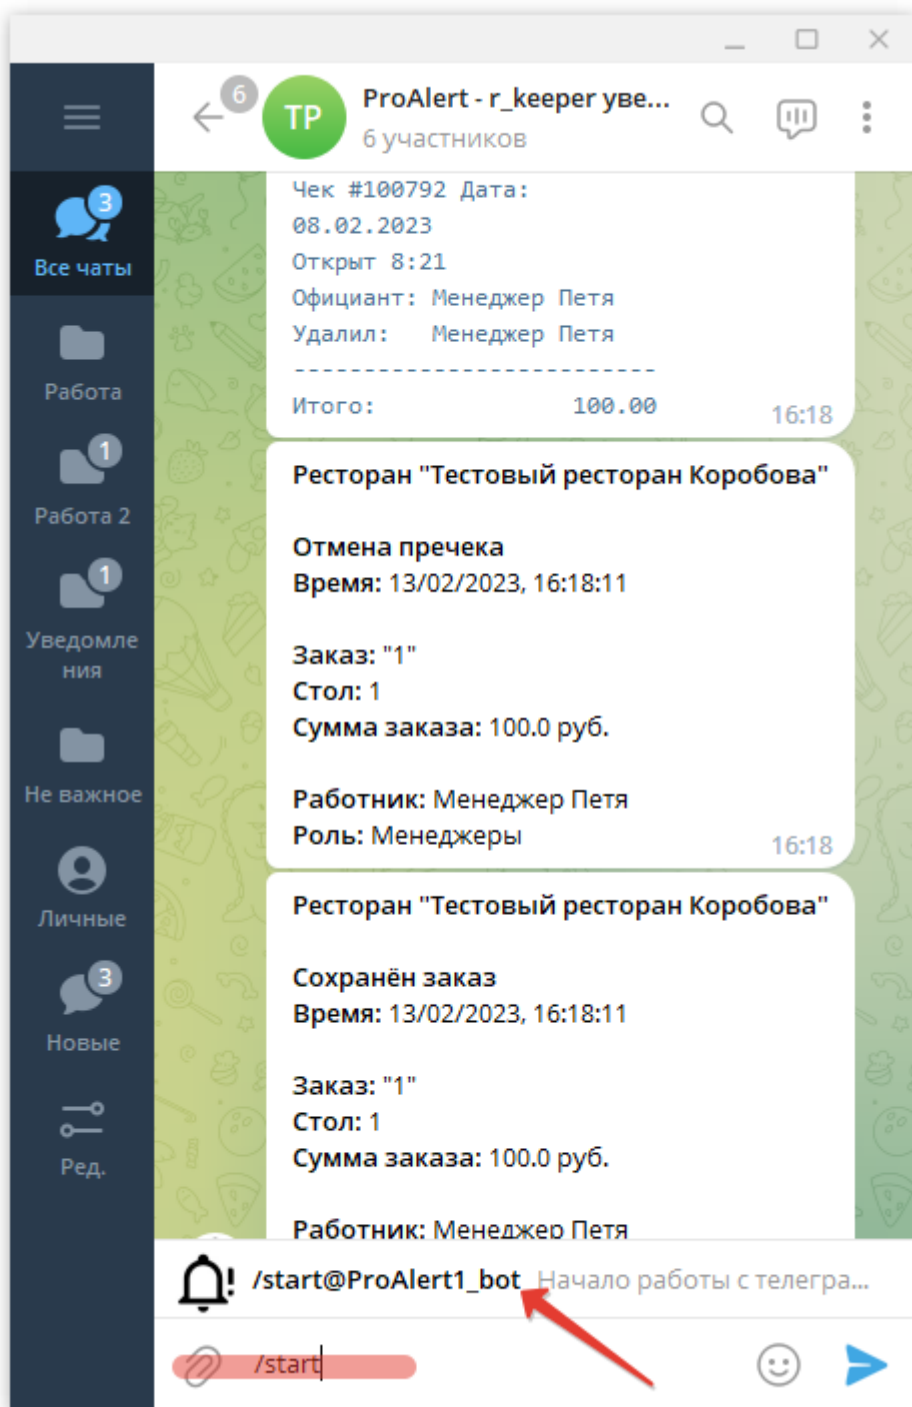 6
TP
ProAlert - r_keeper уве...
6 участников
3
Все чаты
Работа
1
Работа 2
1
Уведомле
ния
Не важное
Личные
3
Новые
Ред.
Чек #100792 Дата:
08.02.2023
Открыт 8:21
Официант: Менеджер Петя
Удалил: Менеджер Петя
--------------------------
Итого: 100.00
16:18
Ресторан "Тестовый ресторан Коробова"
Отмена пречека
Время: 13/02/2023, 16:18:11
Заказ: "1"
Стол: 1
Сумма заказа: 100.0 руб.
Работник: Менеджер Петя
Роль: Менеджеры
16:18
Ресторан "Тестовый ресторан Коробова"
Сохранён заказ
Время: 13/02/2023, 16:18:11
Заказ: "1"
Стол: 1
Сумма заказа: 100.0 руб.
Работник: Менеджер Петя
/start@ProAlert1_bot Начало работы с телегра...
/start